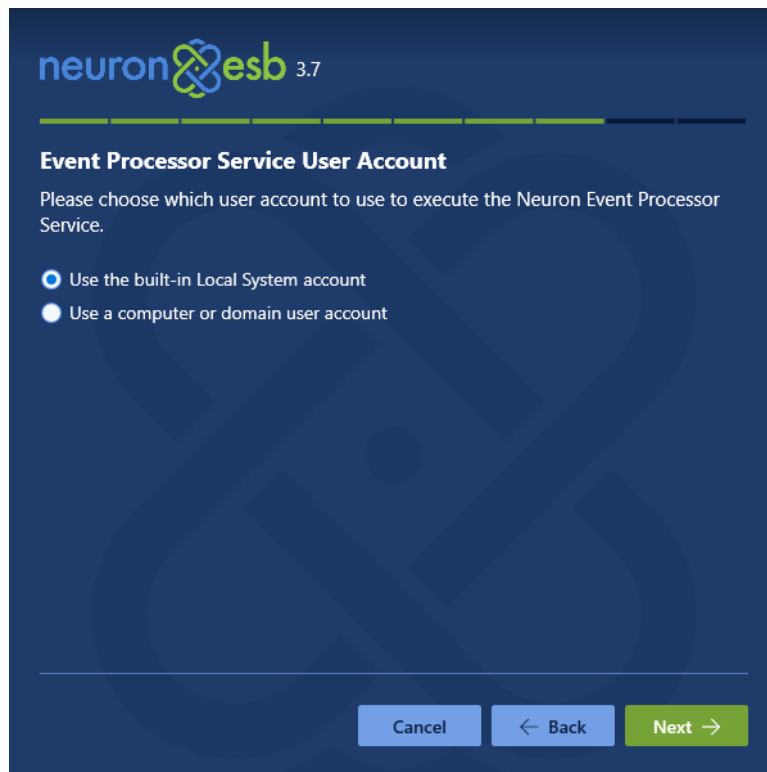 neuron esb 3.7
Event Processor Service User Account
Please choose which user account to use to execute the Neuron Event Processor
Service.
Use the built-in Local System account
Use a computer or domain user account
Cancel
← Back
Next →